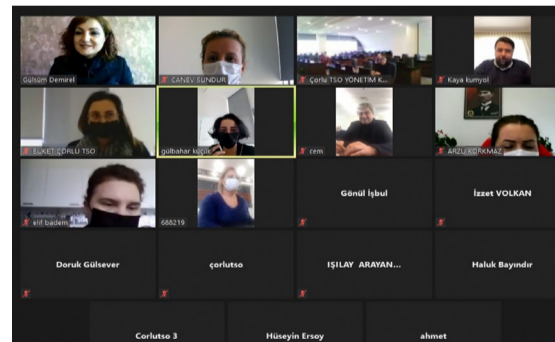 Gülsüm Demirel
CANEV SUNDUR
Çorlu TSO YÖNETİM K...
Kaya kumyol
BUKET ÇORLU TSO
gülbahar küçük
cem
ARZU KORKMAZ
elif badem
688219
Gönül İşbul
İzzet VOLKAN
Doruk Gülsever
çorlutso
IŞILAY ARAYAN...
Haluk Bayındır
Corlutso 3
Hüseyin Ersoy
ahmet